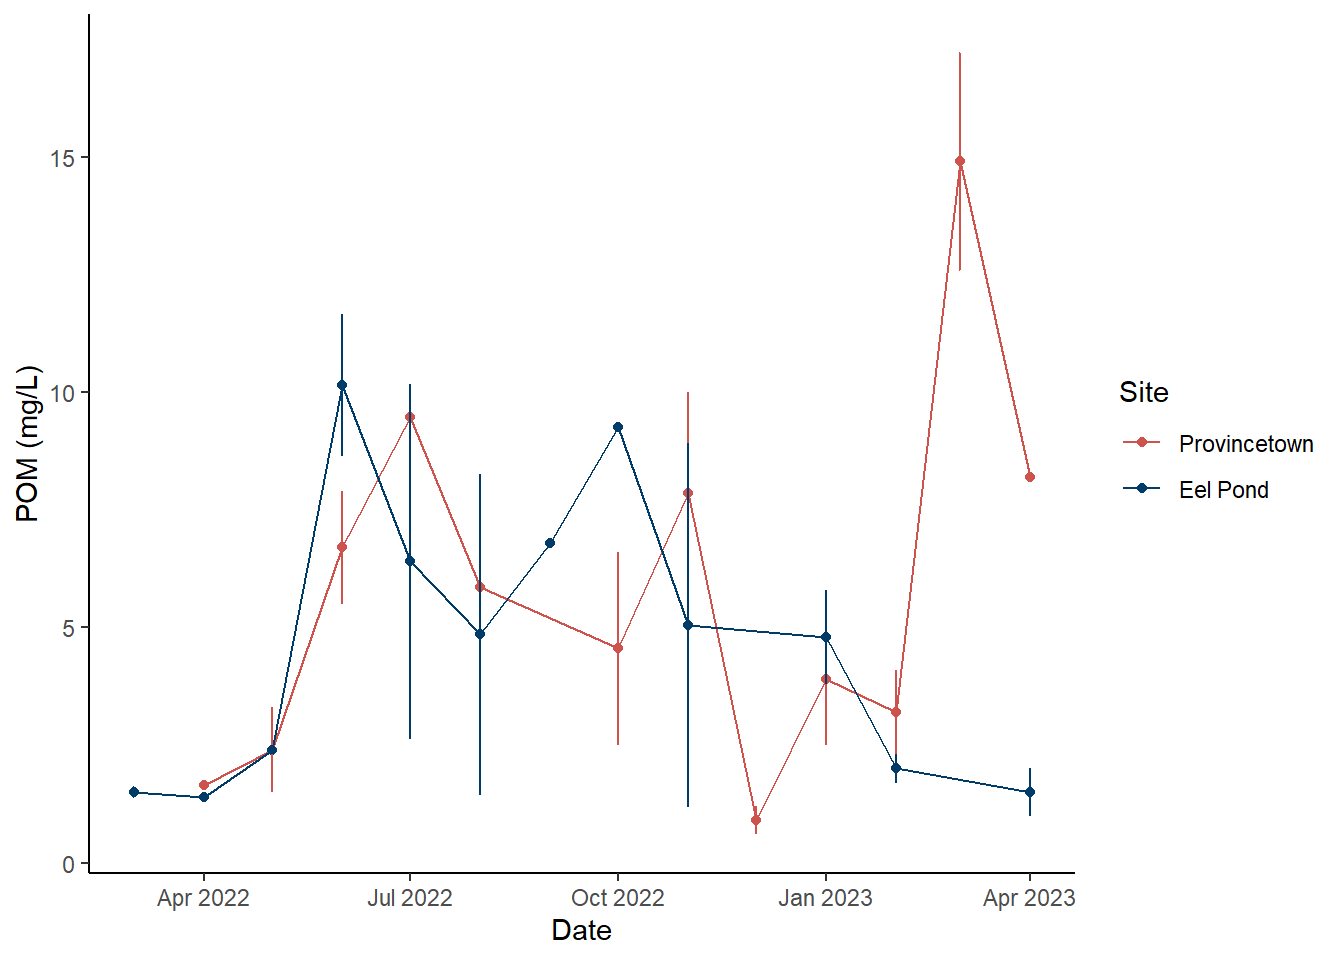 POM (mg/L)
15
10
5
0
Apr 2022
Jul 2022
Oct 2022
Jan 2023
Apr 2023
Date
Site
Provincetown
Eel Pond